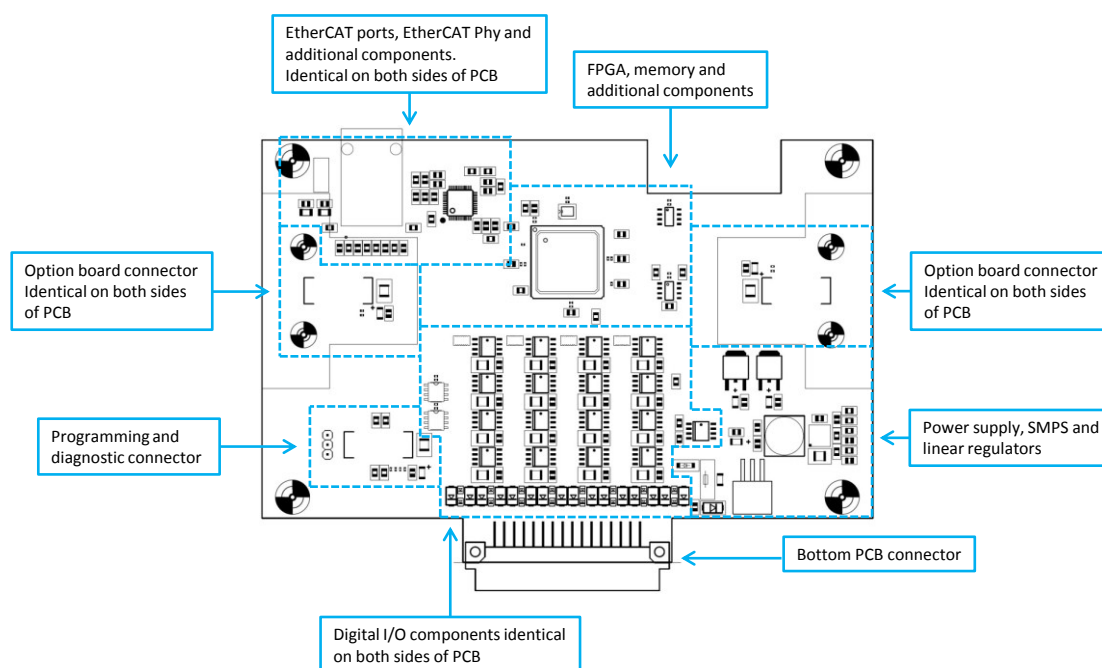 EtherCAT ports, EtherCAT Phy and
additional components.
Identical on both sides of PCB
FPGA, memory and
additional components
Option board connector
Identical on both sides
of PCB
Option board connector
Identical on both sides
of PCB
Programming and
diagnostic connector
Power supply, SMPS and
linear regulators
Bottom PCB connector
Digital I/O components identical
on both sides of PCB